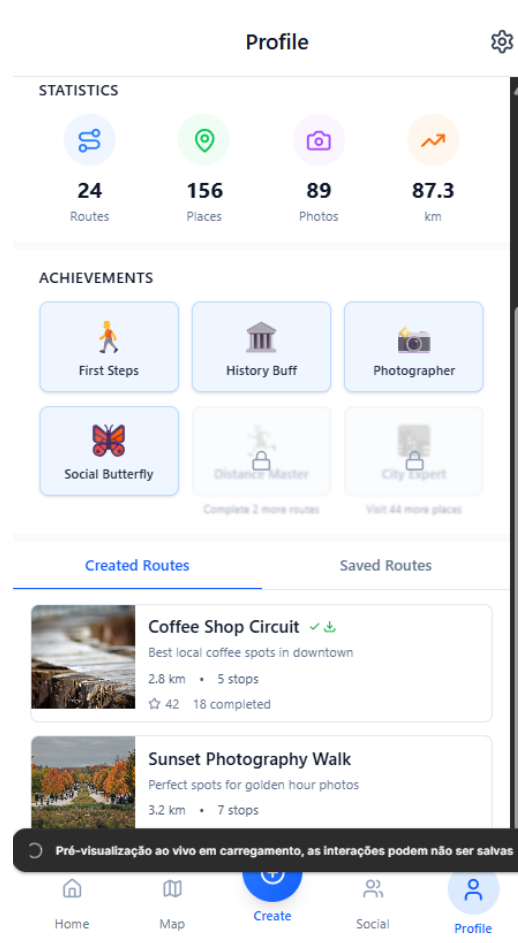 Profile
STATISTICS
24
156
89
87.3
Routes
Places
Photos
km
ACHIEVEMENTS
First Steps
History Buff
Photographer
Social Butterfly
Distance Master
City Expert
Complete 2 more routes
Visit 44 more places
Created Routes
Saved Routes
Coffee Shop Circuit
Best local coffee spots in downtown
2.8 km • 5 stops
42 18 completed
Sunset Photography Walk
Perfect spots for golden hour photos
3.2 km • 7 stops
Pré-visualização ao vivo em carregamento, as interações podem não ser salvas
Home
Map
Create
Social
Profile